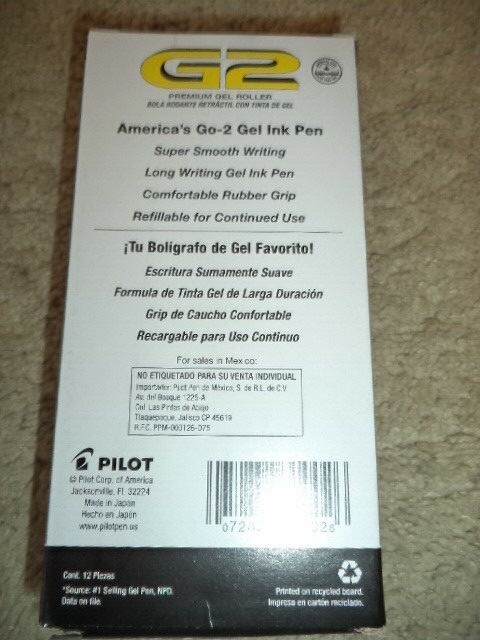 G2
PREMIUM GEL ROLLER
BOLA RODANTE RETRÁCTIL CON TINTA DE GEL
America's Go-2 Gel Ink Pen
Super Smooth Writing
Long Writing Gel Ink Pen
Comfortable Rubber Grip
Refillable for Continued Use
¡Tu Bolígrafo de Gel Favorito!
Escritura Sumamente Suave
Formula de Tinta Gel de Larga Duración
Grip de Caucho Confortable
Recargable para Uso Continuo
For sales in Mexico:
NO ETIQUETADO PARA SU VENTA INDIVIDUAL
Importador: Pilot Pen de México, S. de R.L. de C.V.
Av. del Bosque 1225-A
Col. Las Pintas de Abajo
Tlaquepaque, Jalisco CP 45619
R.F.C. PPM-000126-D75
PILOT
© Pilot Corp. of America
Jacksonville, Fl 32224
Made in Japan
Hecho en Japón
www.pilotpen.us
Cont. 12 Piezas
*Source: #1 Selling Gel Pen, NPD.
Data on file.
Printed on recycled board.
Impreso en cartón reciclado.